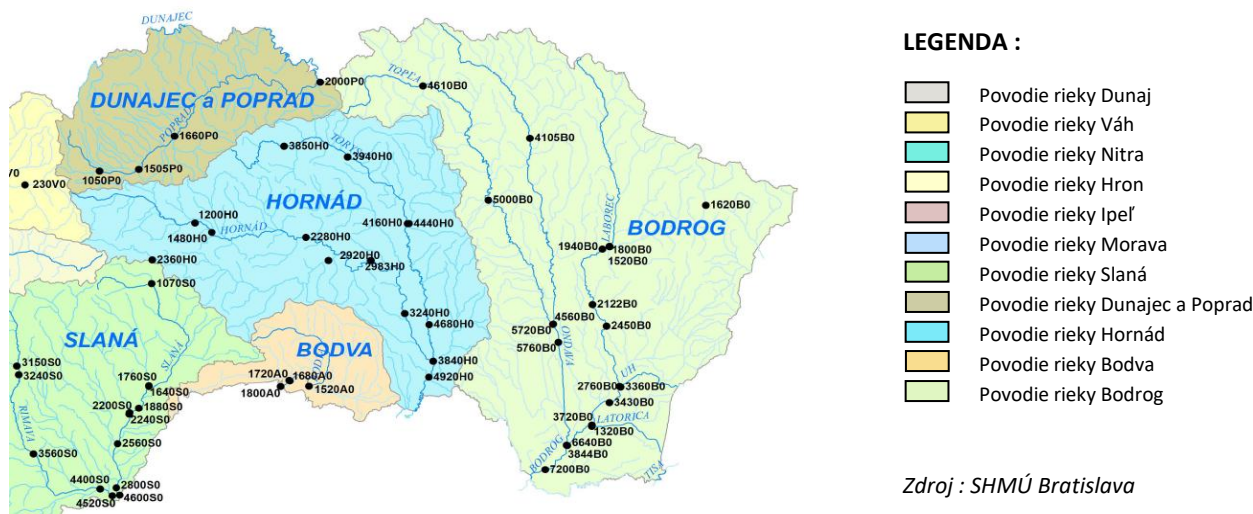 DUNAJEC
2000P0
TOPĽA
4610B0
DUNAJEC a POPRAD
POPRAD
1660P0
4105B0
3850H0
TORYSA
3940H0
1505P0
1050P0
V0
230V0
HORNÁD
5000B0
1620B0
1200H0
4160H0
4440H0
BODROG
1480H0
HORNÁD
2280H0
LABOREC
1940B0
1800B0
1520B0
2360H0
2920H0
2983H0
1070S0
2122B0
3240H0
4680H0
4560B0
5720B0
2450B0
SLANÁ
BODVA
5760B0
ONDAVA
3150S0
3240S0
SLANÁ
3840H0
4920H0
UH
1760S0
1640S0
1720A0
1680A0
1800A0
1520A0
2760B0
3360B0
2200S0
1880S0
2240S0
3430B0
RIMAVA
3720B0
LATORICA
1320B0
2560S0
3560S0
BODROG
6640B0
3844B0
7200B0
TISA
4400S0
2800S0
4520S0
4600S0
LEGENDA :
Povodie rieky Dunaj
Povodie rieky Váh
Povodie rieky Nitra
Povodie rieky Hron
Povodie rieky Ipeľ
Povodie rieky Morava
Povodie rieky Slaná
Povodie rieky Dunajec a Poprad
Povodie rieky Hornád
Povodie rieky Bodva
Povodie rieky Bodrog
Zdroj : SHMÚ Bratislava